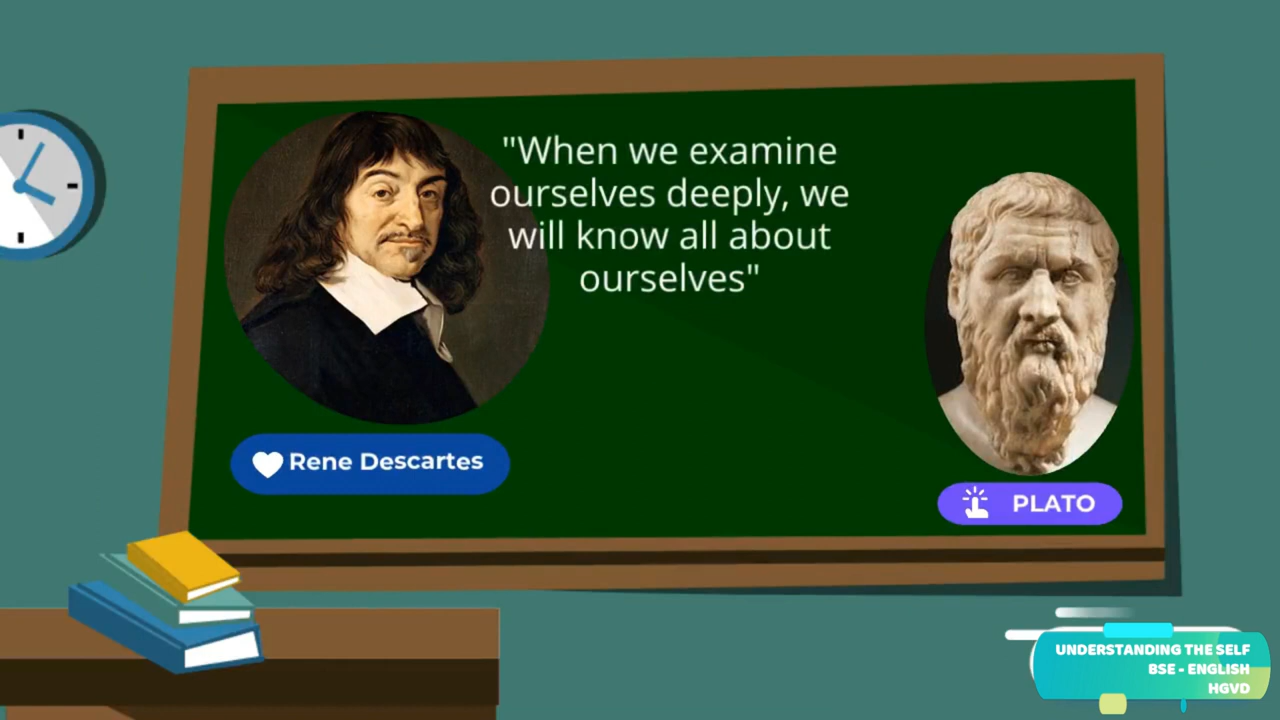 "When we examine
ourselves deeply, we
will know all about
ourselves"
Rene Descartes
PLATO
UNDERSTANDING THE SELF
BSE - ENGLISH
HGVD